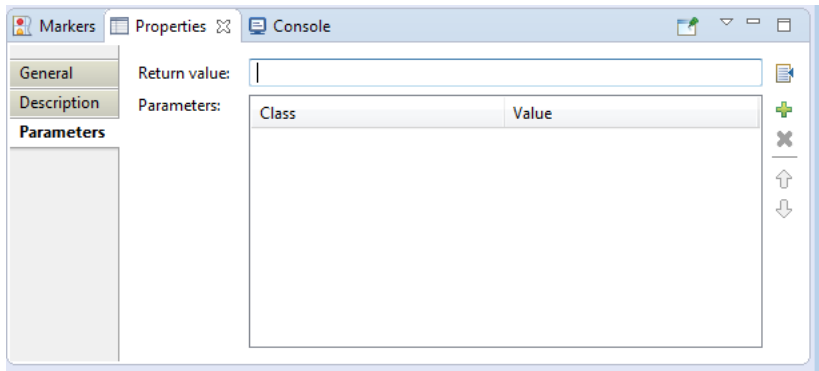 Markers Properties Console
General
Description
Parameters
Return value:
Parameters:
Class Value